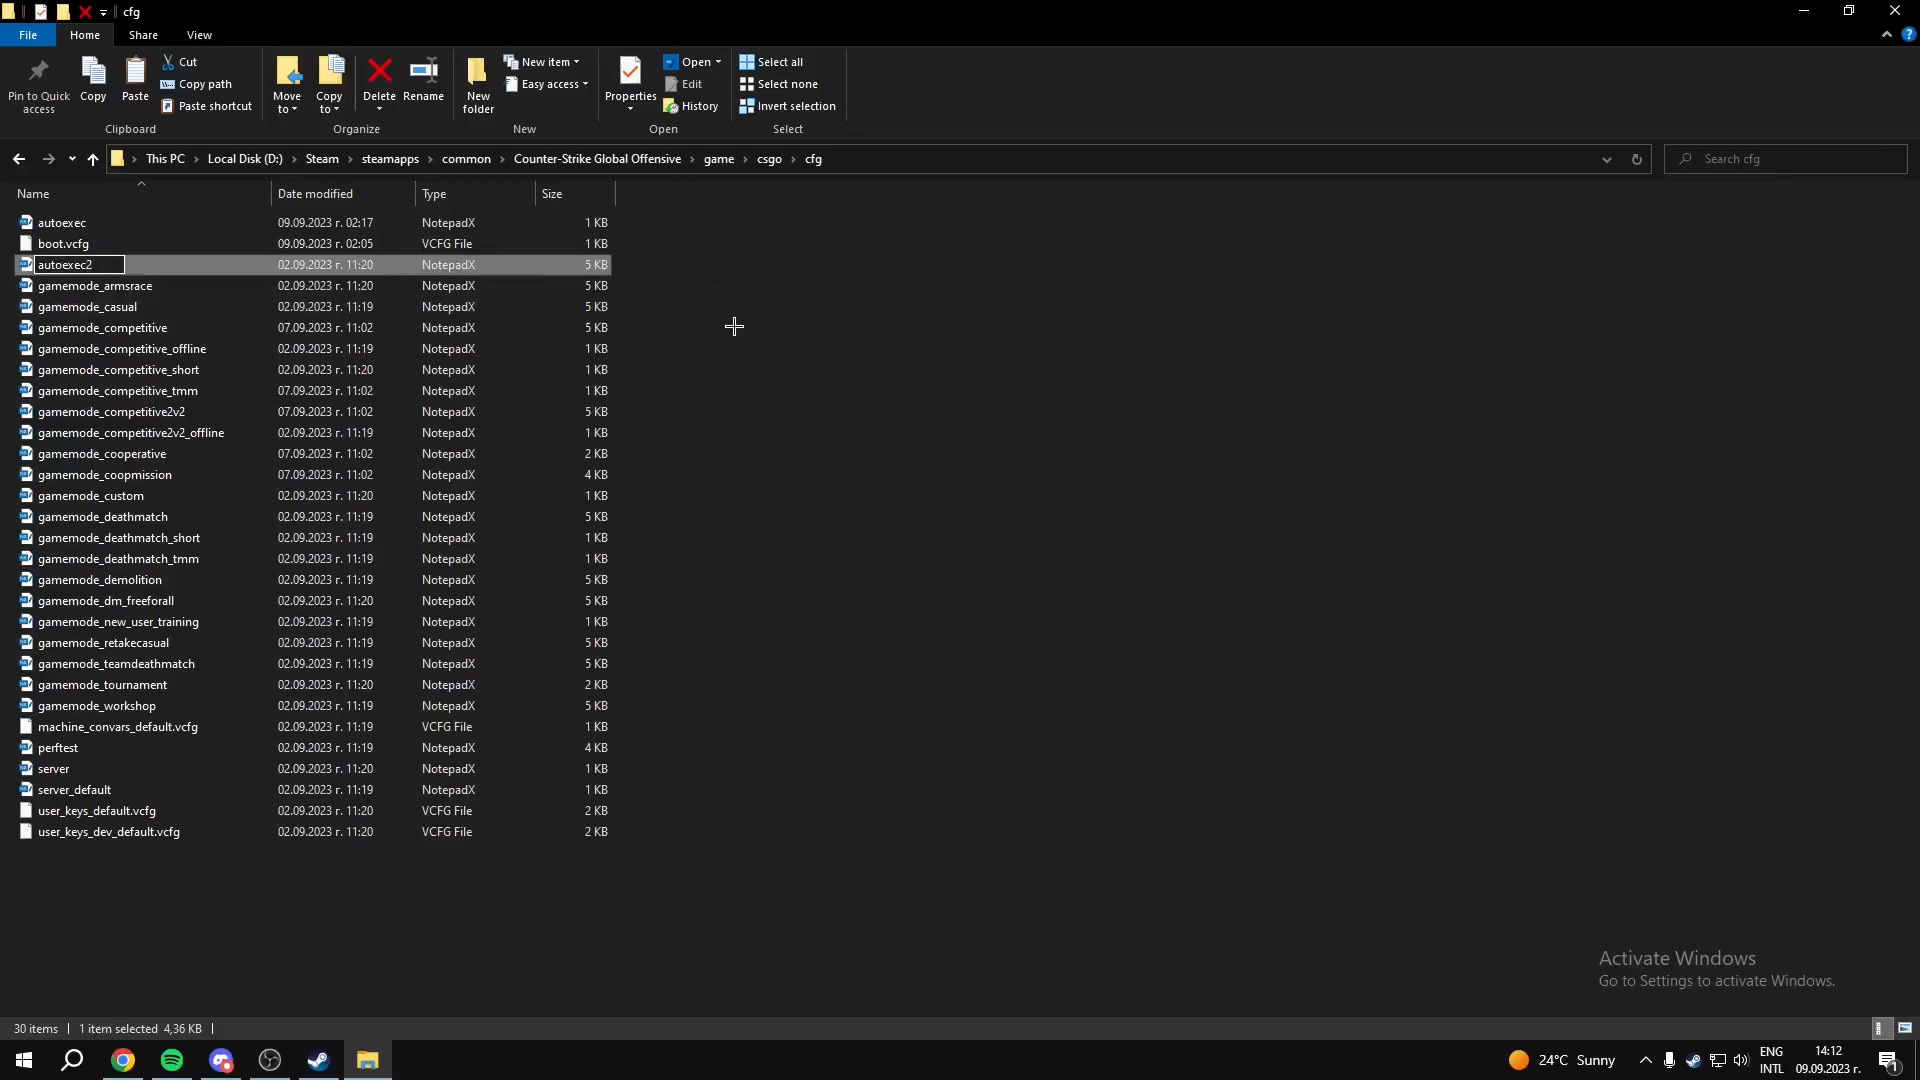 cfg
File Home Share View
Pin to Quick access
Copy
Paste
Cut
Copy path
Paste shortcut
Clipboard
Move to
Copy to
Delete
Rename
Organize
New folder
New item
Easy access
New
Properties
Open
Edit
History
Open
Select all
Select none
Invert selection
Select
This PC › Local Disk (D:) › Steam › steamapps › common › Counter-Strike Global Offensive › game › csgo › cfg
Search cfg
Name Date modified Type Size
autoexec 09.09.2023 г. 02:17 NotepadX 1 KB
boot.vcfg 09.09.2023 г. 02:05 VCFG File 1 KB
autoexec2 02.09.2023 г. 11:20 NotepadX 5 KB
gamemode_armsrace 02.09.2023 г. 11:20 NotepadX 5 KB
gamemode_casual 02.09.2023 г. 11:19 NotepadX 5 KB
gamemode_competitive 07.09.2023 г. 11:02 NotepadX 5 KB
gamemode_competitive_offline 02.09.2023 г. 11:19 NotepadX 1 KB
gamemode_competitive_short 02.09.2023 г. 11:20 NotepadX 1 KB
gamemode_competitive_tmm 07.09.2023 г. 11:02 NotepadX 1 KB
gamemode_competitive2v2 07.09.2023 г. 11:02 NotepadX 5 KB
gamemode_competitive2v2_offline 02.09.2023 г. 11:19 NotepadX 1 KB
gamemode_cooperative 07.09.2023 г. 11:02 NotepadX 2 KB
gamemode_coopmission 07.09.2023 г. 11:02 NotepadX 4 KB
gamemode_custom 02.09.2023 г. 11:20 NotepadX 1 KB
gamemode_deathmatch 02.09.2023 г. 11:19 NotepadX 5 KB
gamemode_deathmatch_short 02.09.2023 г. 11:19 NotepadX 1 KB
gamemode_deathmatch_tmm 02.09.2023 г. 11:19 NotepadX 1 KB
gamemode_demolition 02.09.2023 г. 11:19 NotepadX 5 KB
gamemode_dm_freeforall 02.09.2023 г. 11:20 NotepadX 5 KB
gamemode_new_user_training 02.09.2023 г. 11:19 NotepadX 1 KB
gamemode_retakecasual 02.09.2023 г. 11:19 NotepadX 5 KB
gamemode_teamdeathmatch 02.09.2023 г. 11:19 NotepadX 5 KB
gamemode_tournament 02.09.2023 г. 11:20 NotepadX 2 KB
gamemode_workshop 02.09.2023 г. 11:19 NotepadX 5 KB
machine_convars_default.vcfg 02.09.2023 г. 11:19 VCFG File 1 KB
perftest 02.09.2023 г. 11:19 NotepadX 4 KB
server 02.09.2023 г. 11:20 NotepadX 1 KB
server_default 02.09.2023 г. 11:19 NotepadX 1 KB
user_keys_default.vcfg 02.09.2023 г. 11:20 VCFG File 2 KB
user_keys_dev_default.vcfg 02.09.2023 г. 11:20 VCFG File 2 KB
Activate Windows
Go to Settings to activate Windows.
30 items 1 item selected 4,36 KB
24°C Sunny
ENG
INTL
14:12
09.09.2023 г.
1